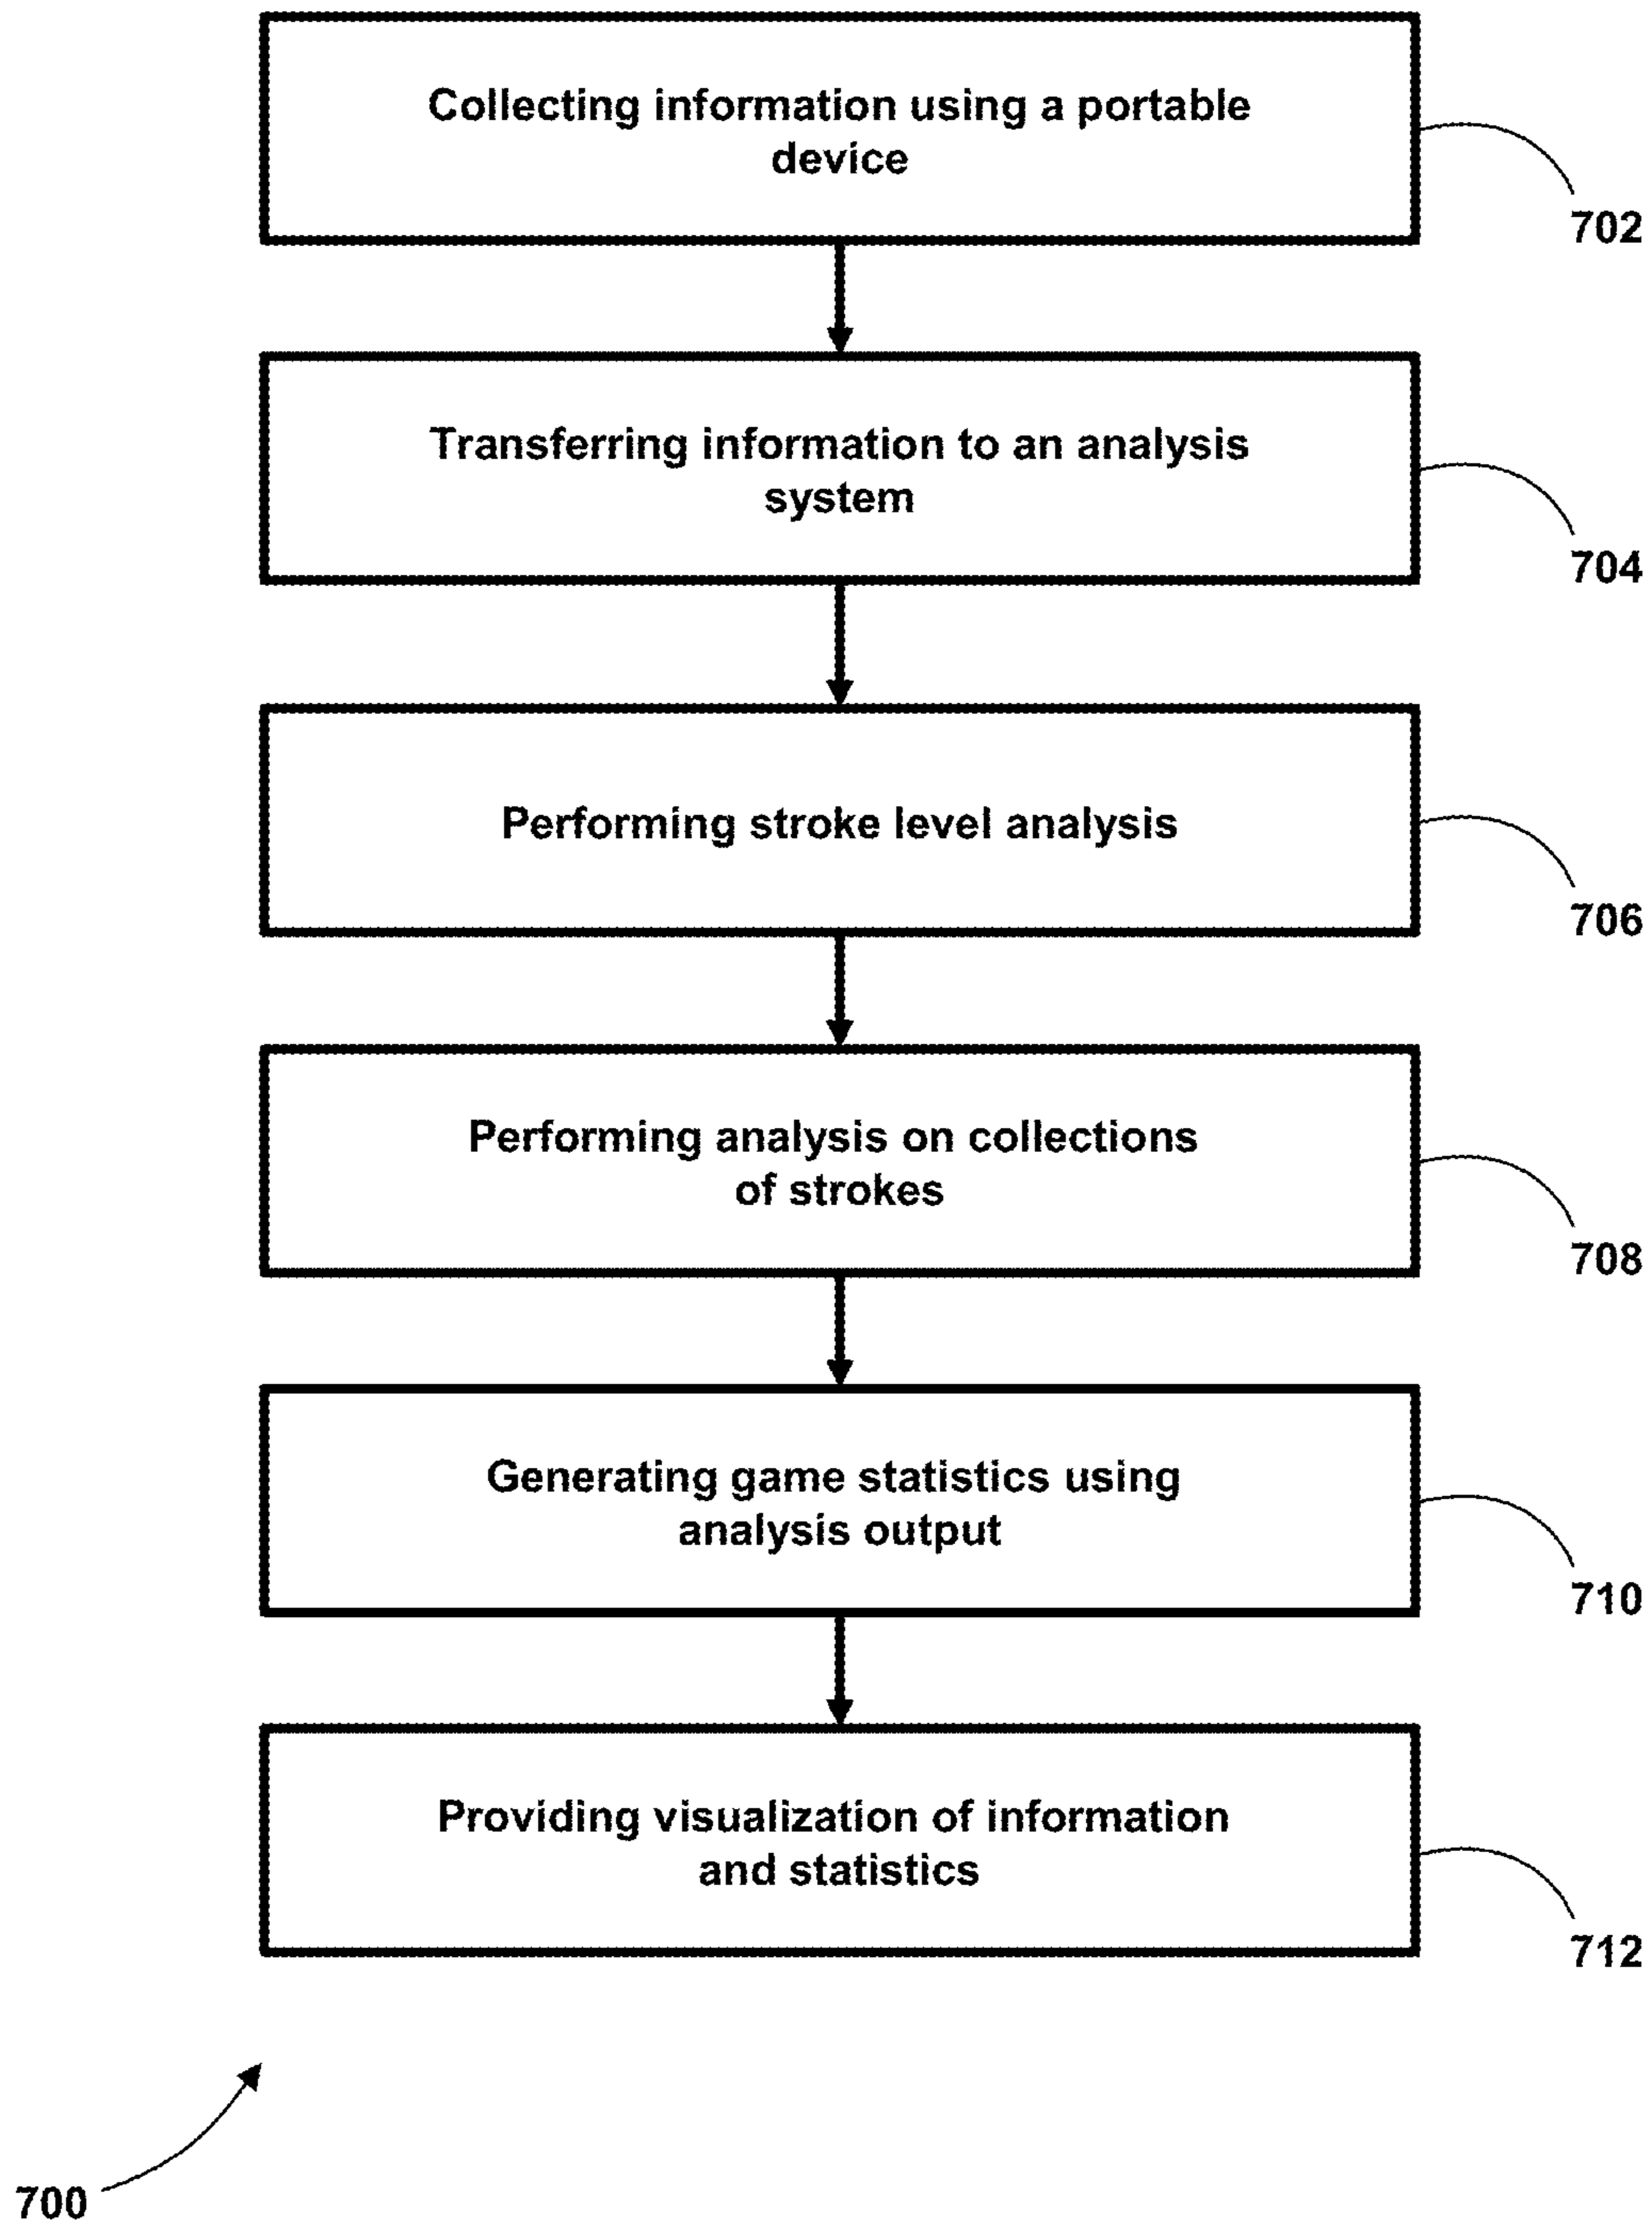 Collecting information using a portable
device
702
Transferring information to an analysis
system
704
Performing stroke level analysis
706
Performing analysis on collections
of strokes
708
Generating game statistics using
analysis output
710
Providing visualization of information
and statistics
712
700